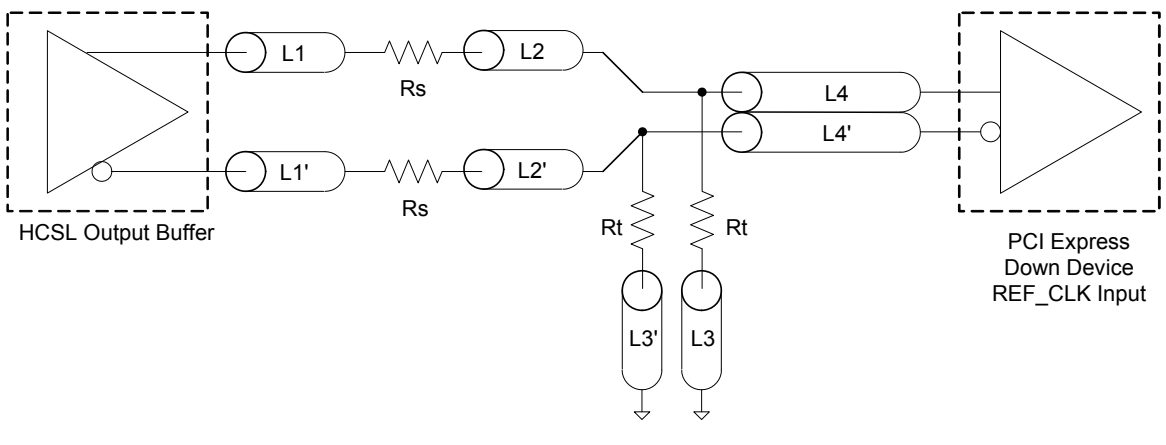 L1
Rs
L2
L4
L4'
L1'
Rs
L2'
HCSL Output Buffer
Rt
Rt
PCI Express
Down Device
REF_CLK Input
L3'
L3